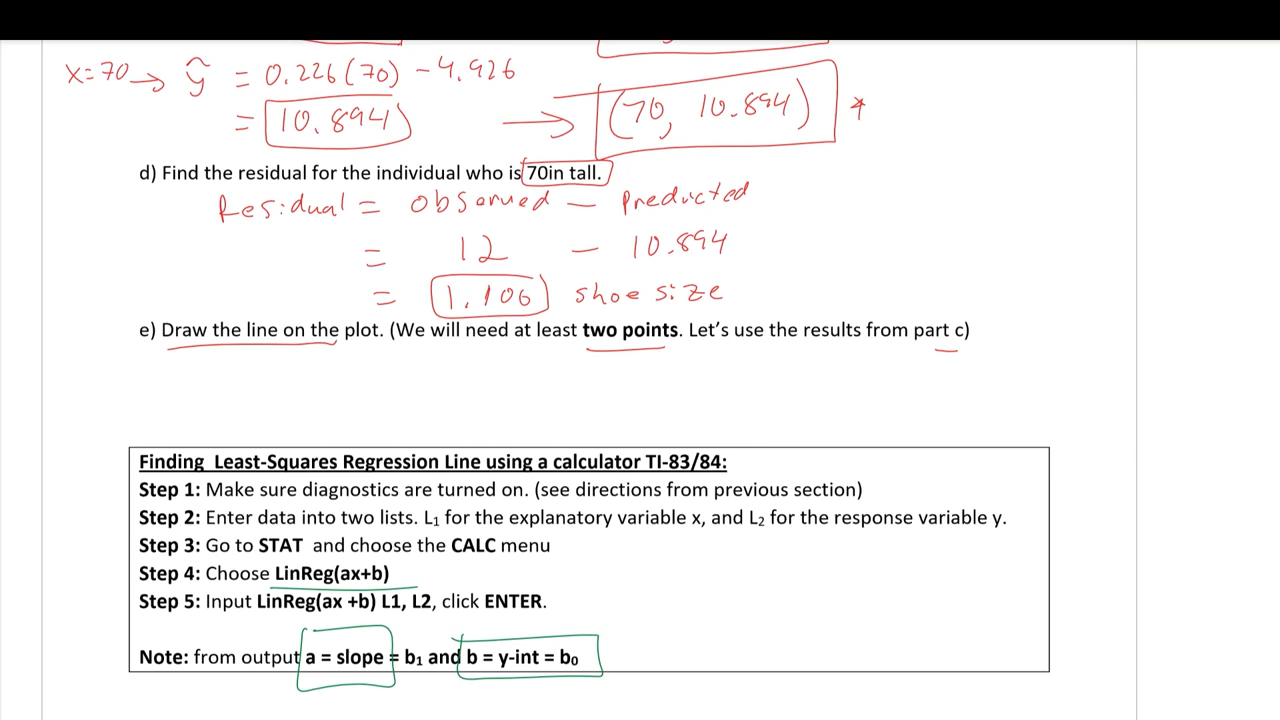 x=70 → ŷ = 0.226(70) - 4.926
= 10.894 → (70, 10.894) *
d) Find the residual for the individual who is 70in tall.
Residual = observed - predicted
= 12 - 10.894
= 1.106 shoe size
e) Draw the line on the plot. (We will need at least two points. Let's use the results from part c)
Finding Least-Squares Regression Line using a calculator TI-83/84:
Step 1: Make sure diagnostics are turned on. (see directions from previous section)
Step 2: Enter data into two lists. L₁ for the explanatory variable x, and L₂ for the response variable y.
Step 3: Go to STAT and choose the CALC menu
Step 4: Choose LinReg(ax+b)
Step 5: Input LinReg(ax +b) L1, L2, click ENTER.
Note: from output a = slope = b₁ and b = y-int = b₀